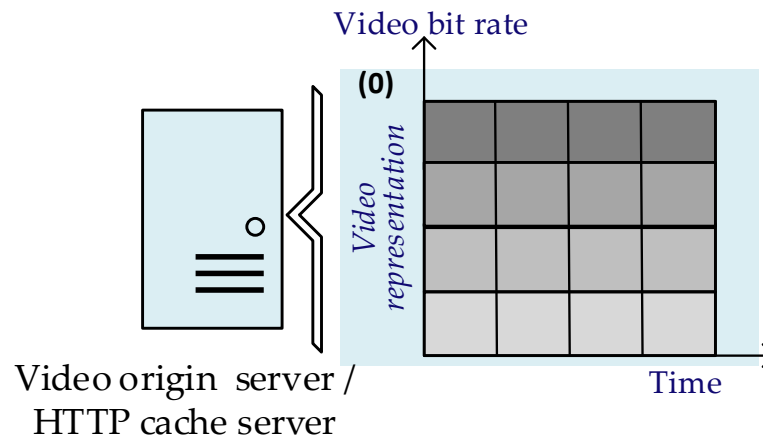 Video bit rate
(0)
Video
representation
Time
Video origin server /
HTTP cache server